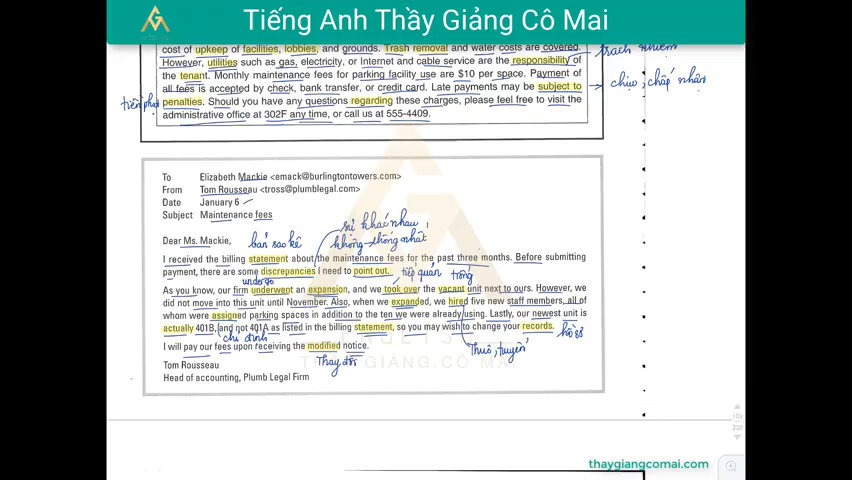 Tiếng Anh Thầy Giảng Cô Mai
cost of upkeep of facilities, lobbies, and grounds. Trash removal and water costs are covered.
However, utilities such as gas, electricity, or Internet and cable service are the responsibility of
trách nhiệm
the tenant. Monthly maintenance fees for parking facility use are $10 per space. Payment of
all fees is accepted by check, bank transfer, or credit card. Late payments may be subject to
chịu, chấp nhận
tiền phạt
penalties. Should you have any questions regarding these charges, please feel free to visit the
administrative office at 302F any time, or call us at 555-4409.
To Elizabeth Mackie <emack@burlingtontowers.com>
From Tom Rousseau <tross@plumblegal.com>
Date January 6
Subject Maintenance fees
sự khác nhau,
không thống nhất
Dear Ms. Mackie,
bản sao kê
I received the billing statement about the maintenance fees for the past three months. Before submitting
payment, there are some discrepancies I need to point out.
undergo
tiếp quản
trống
As you know, our firm underwent an expansion, and we took over the vacant unit next to ours. However, we
did not move into this unit until November. Also, when we expanded, we hired five new staff members, all of
whom were assigned parking spaces in addition to the ten we were already using. Lastly, our newest unit is
actually 401B, and not 401A as listed in the billing statement, so you may wish to change your records.
chỉ định
hồ sơ
I will pay our fees upon receiving the modified notice.
Thuê, tuyển
Thay đổi
Tom Rousseau
Head of accounting, Plumb Legal Firm
THẦY GIẢNG.CÔ MAI
thaygiangcomai.com